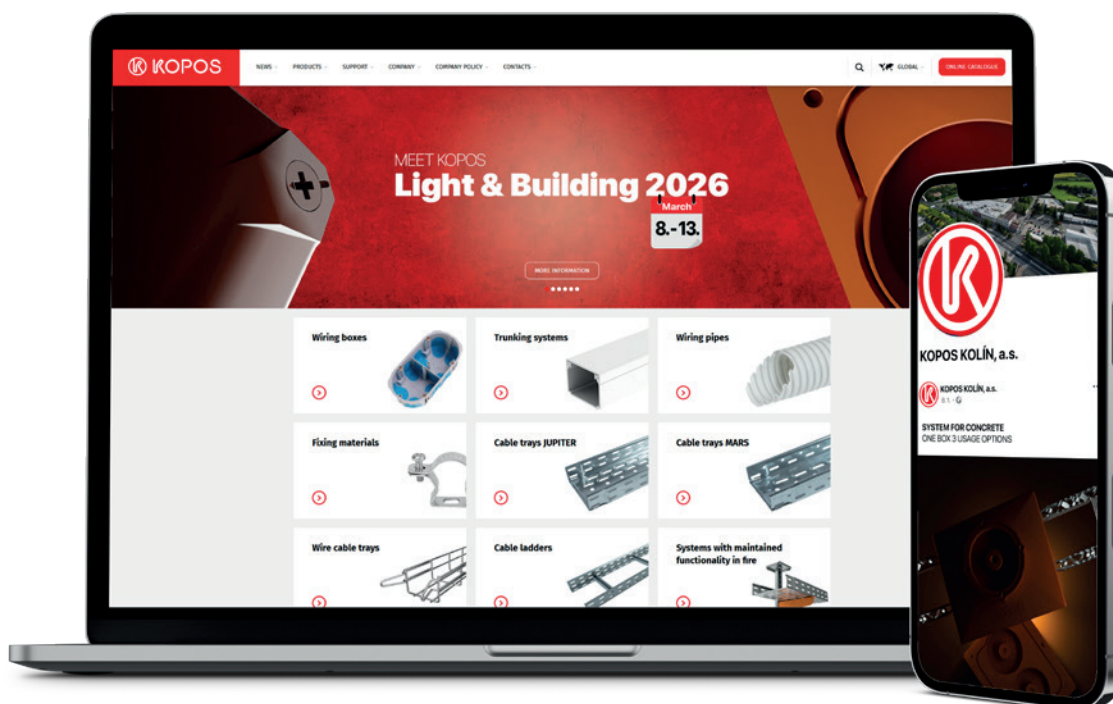 KOPOS
NEWS
PRODUCTS
SUPPORT
COMPANY
COMPANY POLICY
CONTACTS
GLOBAL
ONLINE CATALOGUE
MEET KOPOS
Light & Building 2026
March
8.-13.
MORE INFORMATION
Wiring boxes
Trunking systems
Wiring pipes
Fixing materials
Cable trays JUPITER
Cable trays MARS
Wire cable trays
Cable ladders
Systems with maintained
functionality in fire
KOPOS KOLÍN, a.s.
KOPOS KOLÍN, a.s.
8.1.
SYSTEM FOR CONCRETE
ONE BOX 3 USAGE OPTIONS